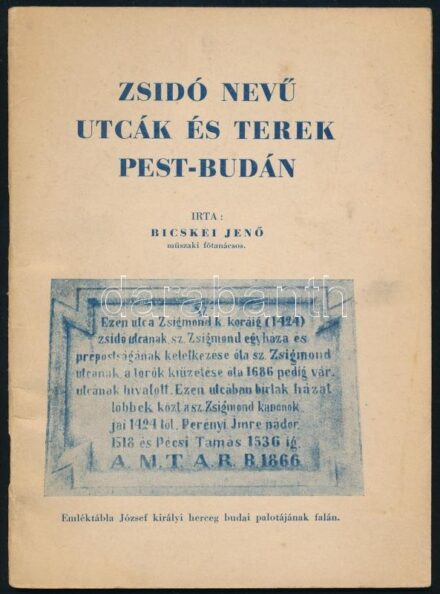 ZSIDÓ NEVŰ
UTCÁK ÉS TEREK
PEST-BUDÁN
IRTA:
BICSKEI JENŐ
műszaki főtanácsos.
darabanth
Ezen utca Zsigmond k. koráig (1424)
zsidó utcának, sz. Zsigmond egyháza és
prépostságának keletkezése óta sz. Zsigmond
utcának, a török kiüzetése óta 1686 pedig vár
utcának hivatott. Ezen utcában birtak házat
többek közt a sz. Zsigmond kanonok
jai 1424 től. Perényi Imre nádor
1518 és Pécsi Tamás 1536 ig
A. M. T. A. R. B. 1866
Emléktábla József királyi herceg budai palotájának falán.